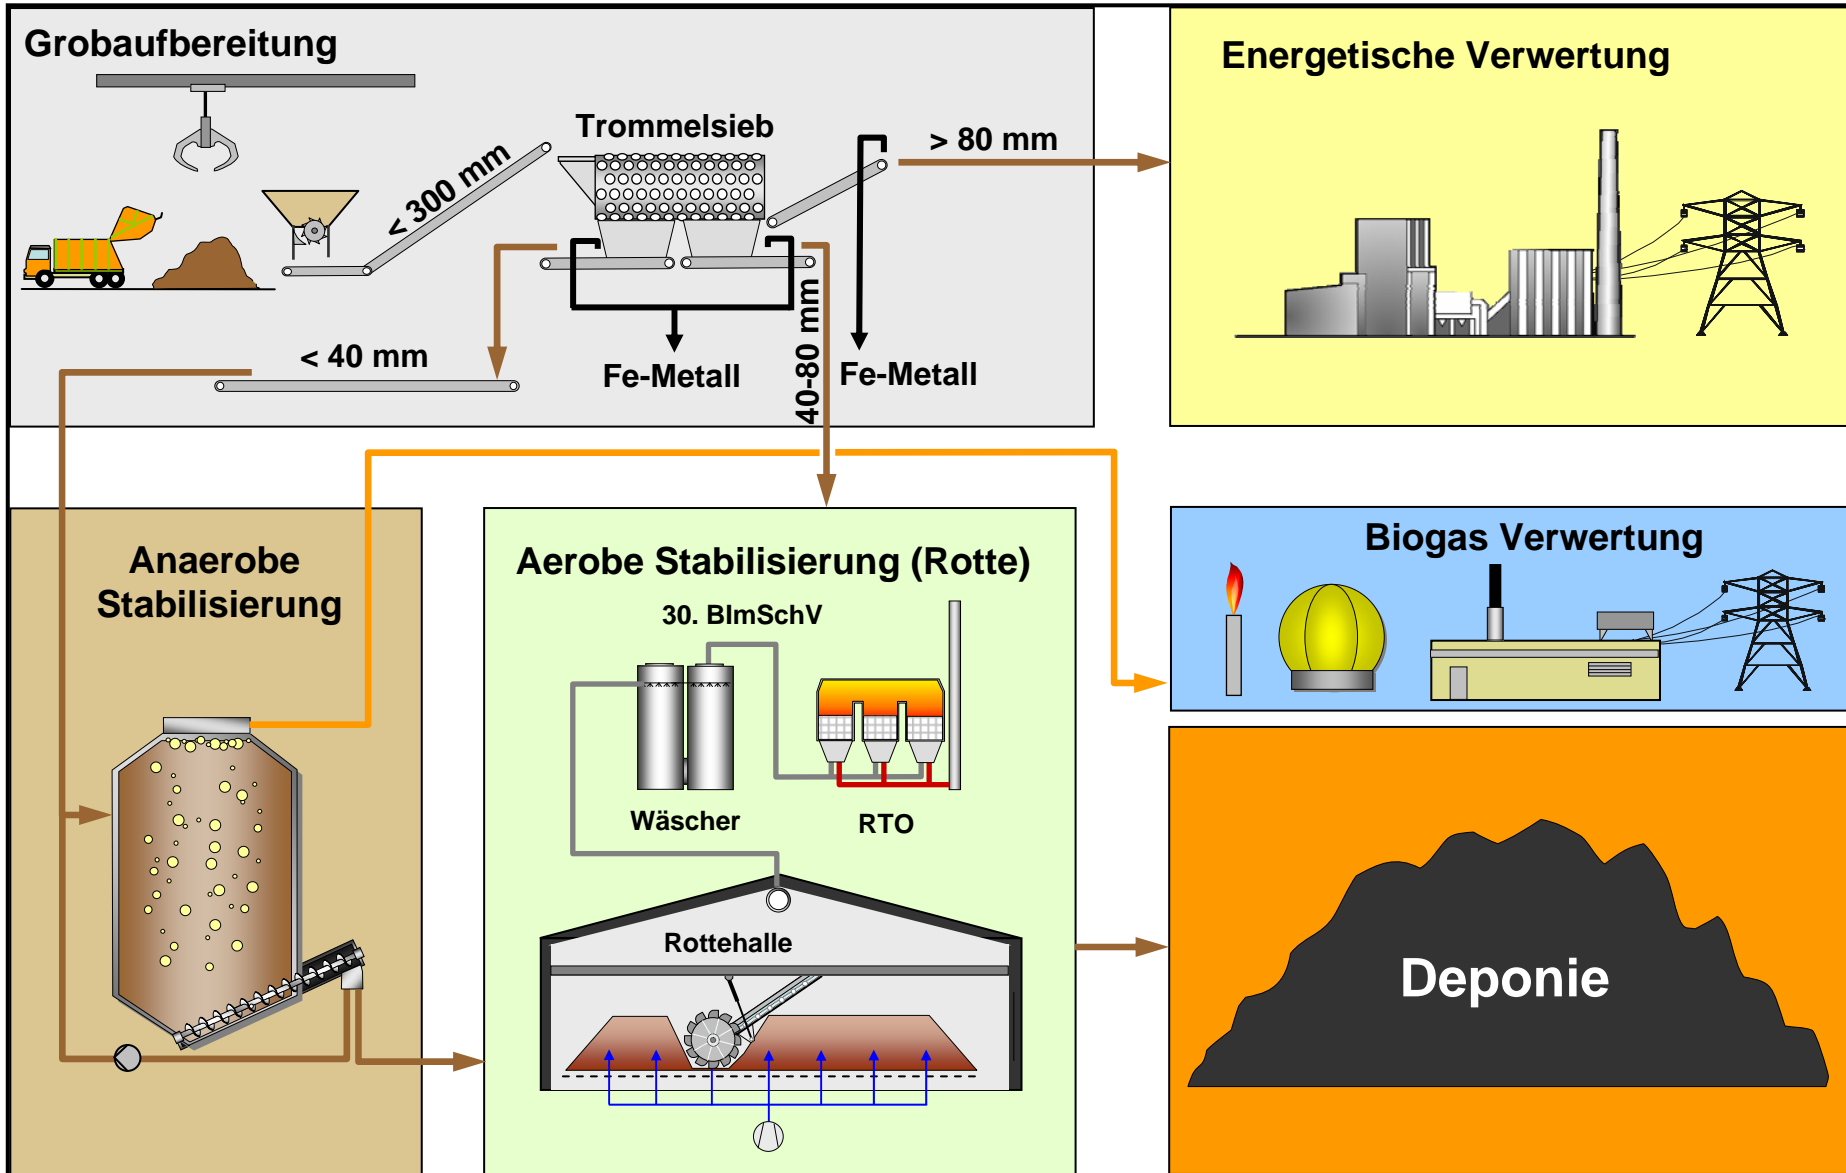 Grobaufbereitung
Energetische Verwertung
Trommelsieb
> 80 mm
< 300 mm
< 40 mm
Fe-Metall
40-80 mm
Fe-Metall
Anaerobe
Stabilisierung
Aerobe Stabilisierung (Rotte)
30. BImSchV
Biogas Verwertung
Wäscher
RTO
Rottehalle
Deponie